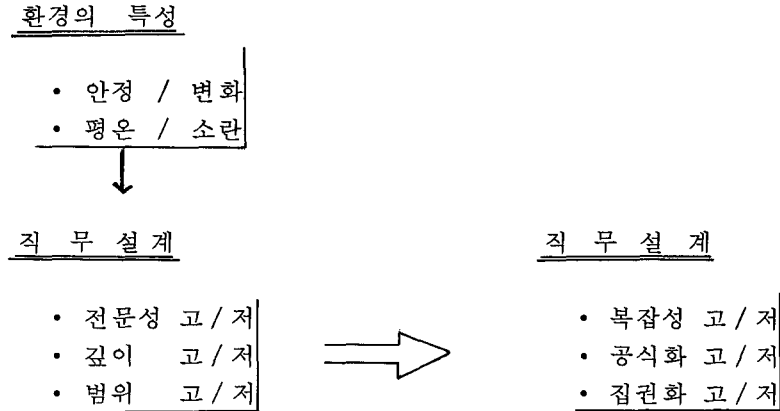 환경의 특성
• 안정 / 변화
• 평온 / 소란
직 무 설 계
• 전문성 고 / 저
• 깊이 고 / 저
• 범위 고 / 저
직 무 설 계
• 복잡성 고 / 저
• 공식화 고 / 저
• 집권화 고 / 저